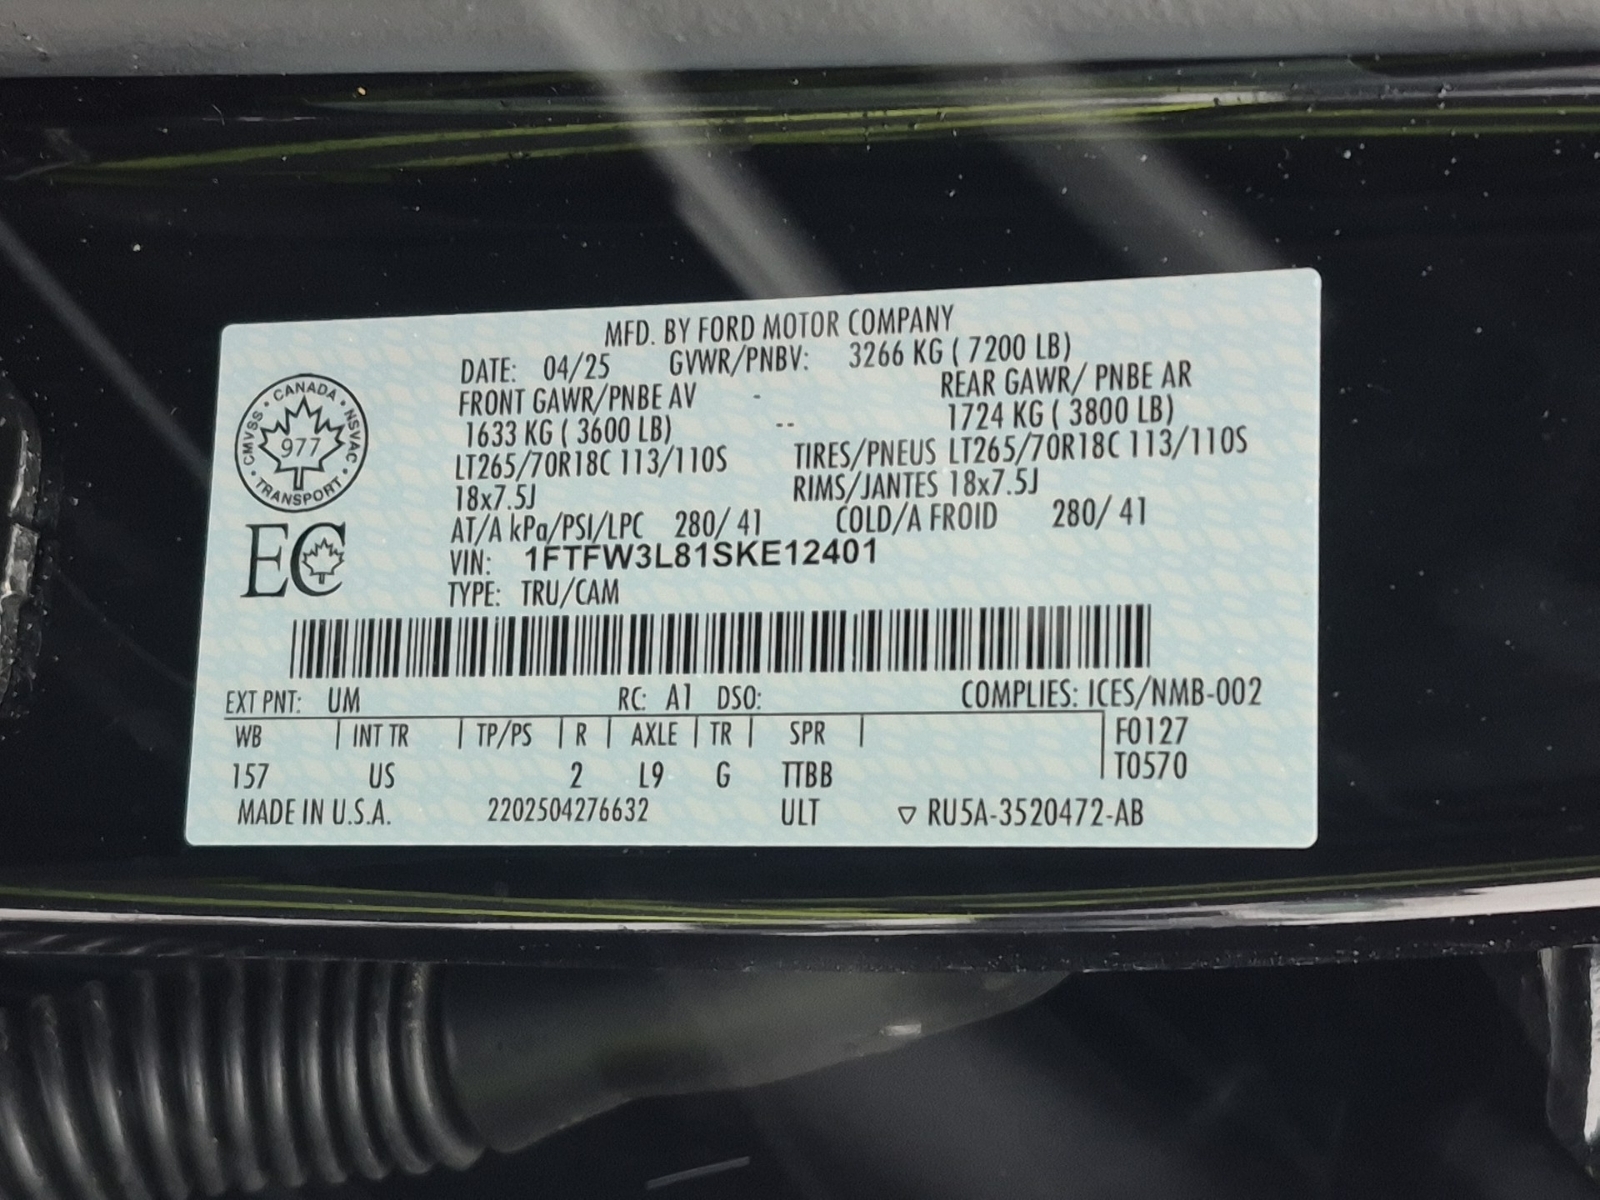 MFD. BY FORD MOTOR COMPANY
DATE: 04/25 GVWR/PNBV: 3266 KG ( 7200 LB)
FRONT GAWR/PNBE AV - REAR GAWR/ PNBE AR
1633 KG ( 3600 LB) -- 1724 KG ( 3800 LB)
LT265/70R18C 113/110S TIRES/PNEUS LT265/70R18C 113/110S
18x7.5J RIMS/JANTES 18x7.5J
AT/A kPa/PSI/LPC 280/ 41 COLD/A FROID 280/ 41
VIN: 1FTFW3L81SKE12401
TYPE: TRU/CAM
CANADA • NSVAC • TRANSPORT • CMVSS •
977
EC
EXT PNT: UM RC: A1 DSO: COMPLIES: ICES/NMB-002
WB | INT TR | TP/PS | R | AXLE | TR | SPR | F0127
157 US 2 L9 G TTBB T0570
MADE IN U.S.A. 2202504276632 ULT ▽ RU5A-3520472-AB